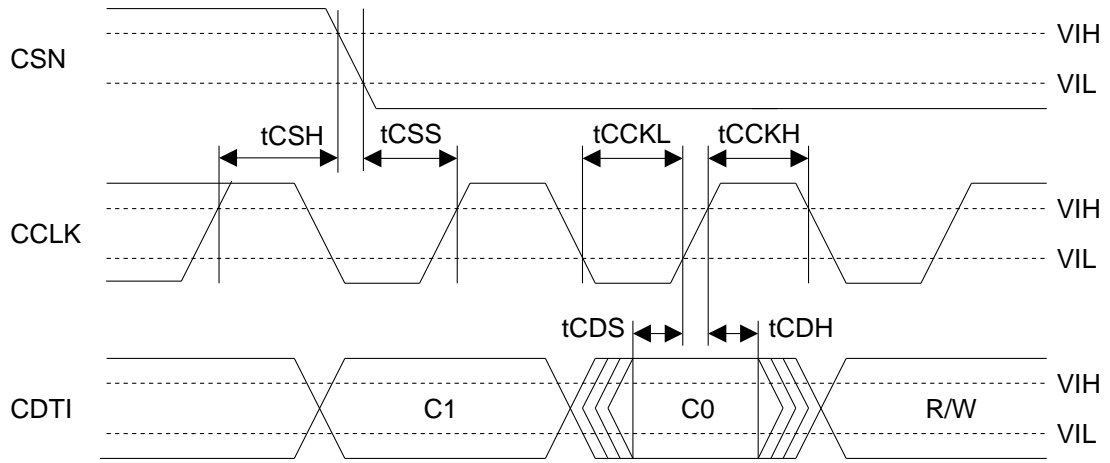 VIH
CSN
VIL
tCSH
tCSS
tCCKL
tCCKH
VIH
CCLK
VIL
tCDS
tCDH
VIH
CDTI
C1
C0
R/W
VIL